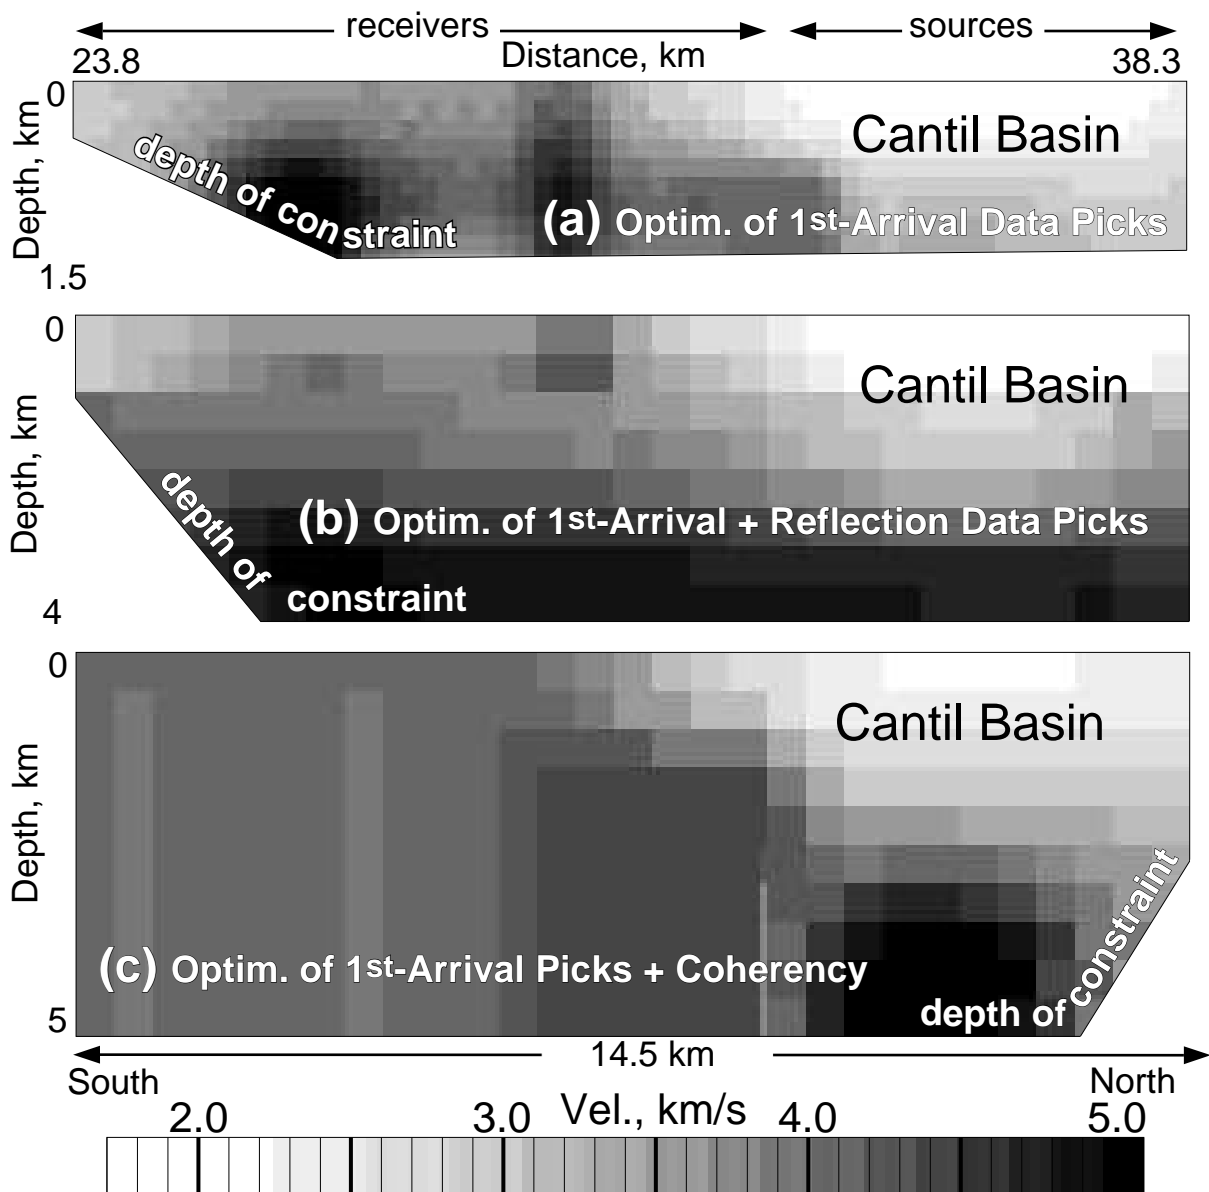 receivers sources
Distance, km
23.8 38.3
0
Depth, km
1.5
Cantil Basin
depth of constraint
(a) Optim. of 1st-Arrival Data Picks
0
Depth, km
4
Cantil Basin
(b) Optim. of 1st-Arrival + Reflection Data Picks
depth of constraint
0
Depth, km
5
Cantil Basin
(c) Optim. of 1st-Arrival Picks + Coherency
depth of constraint
14.5 km
South North
Vel., km/s
2.0 3.0 4.0 5.0